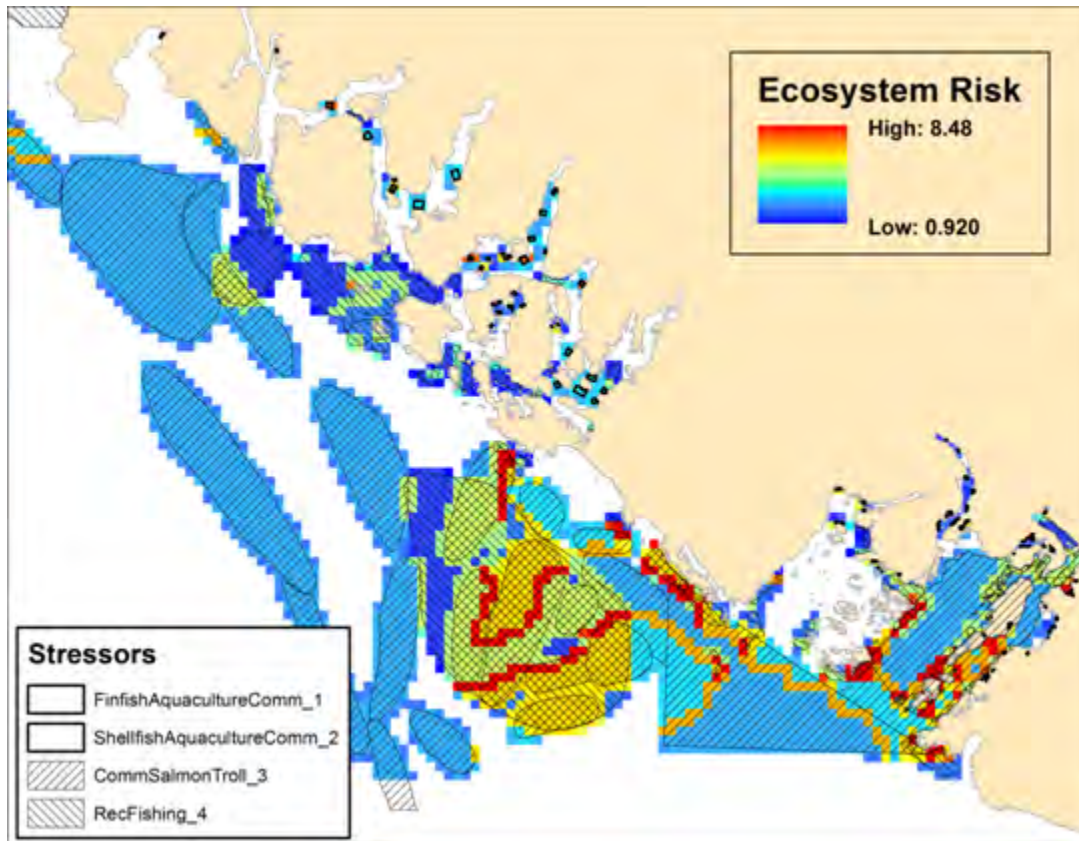 Ecosystem Risk
High: 8.48
Low: 0.920
Stressors
FinfishAquacultureComm_1
ShellfishAquacultureComm_2
CommSalmonTroll_3
RecFishing_4